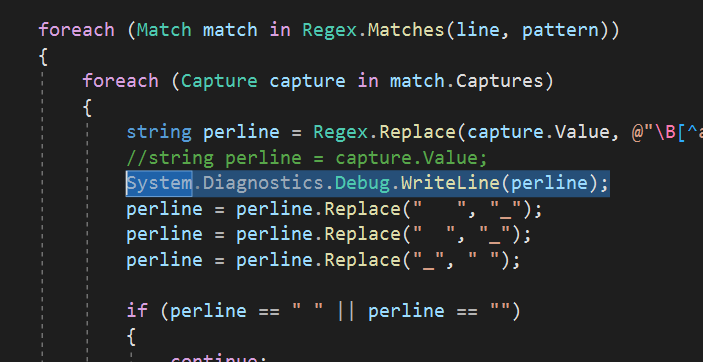 foreach (Match match in Regex.Matches(line, pattern))
{
foreach (Capture capture in match.Captures)
{
string perline = Regex.Replace(capture.Value, @"\B[^a
//string perline = capture.Value;
System.Diagnostics.Debug.WriteLine(perline);
perline = perline.Replace("   ", "_");
perline = perline.Replace("  ", "_");
perline = perline.Replace("_", " ");
if (perline == " " || perline == "")
{
continue;